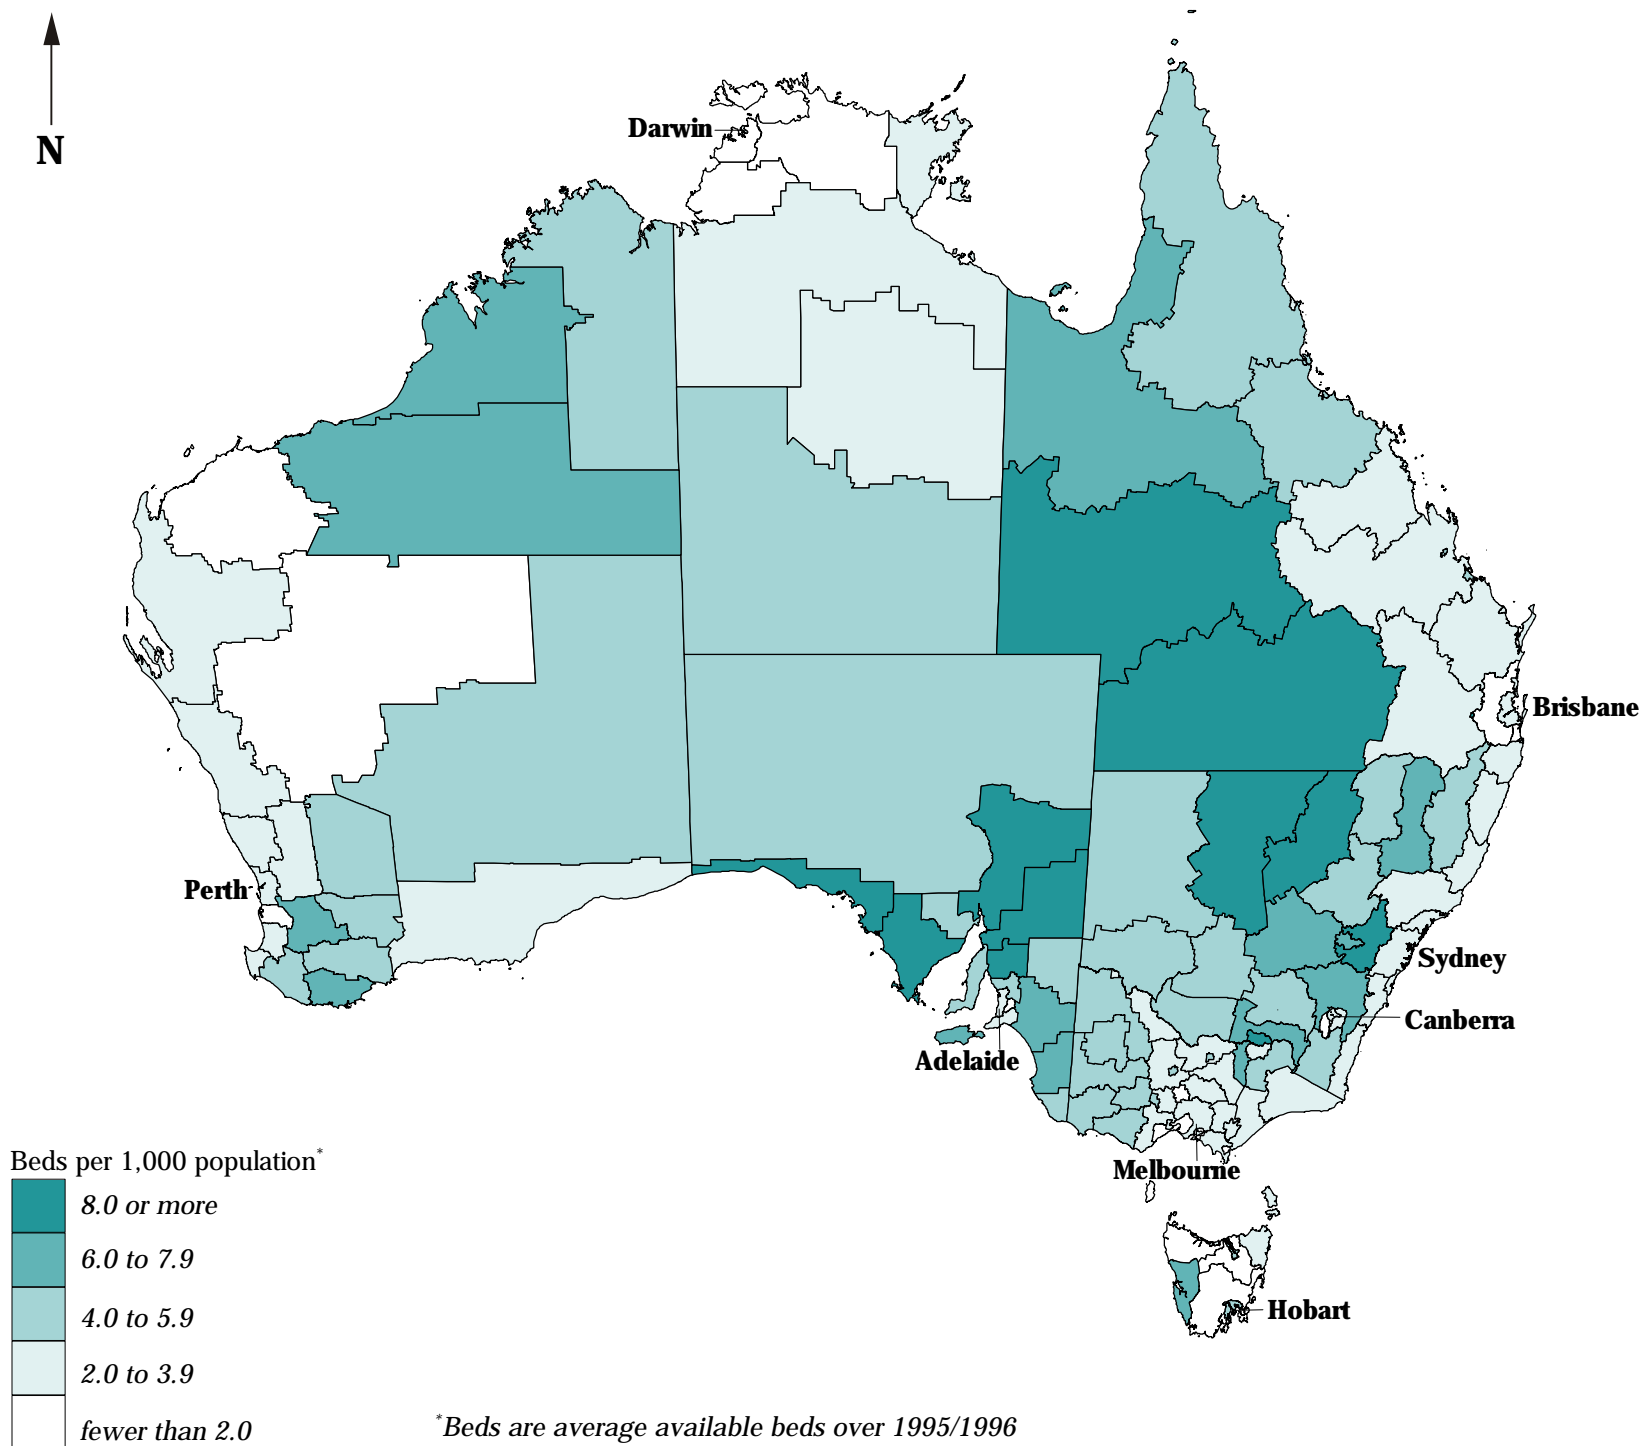 N
Darwin
Brisbane
Perth
Sydney
Canberra
Adelaide
Melbourne
Hobart
Beds per 1,000 population*
8.0 or more
6.0 to 7.9
4.0 to 5.9
2.0 to 3.9
fewer than 2.0
*Beds are average available beds over 1995/1996